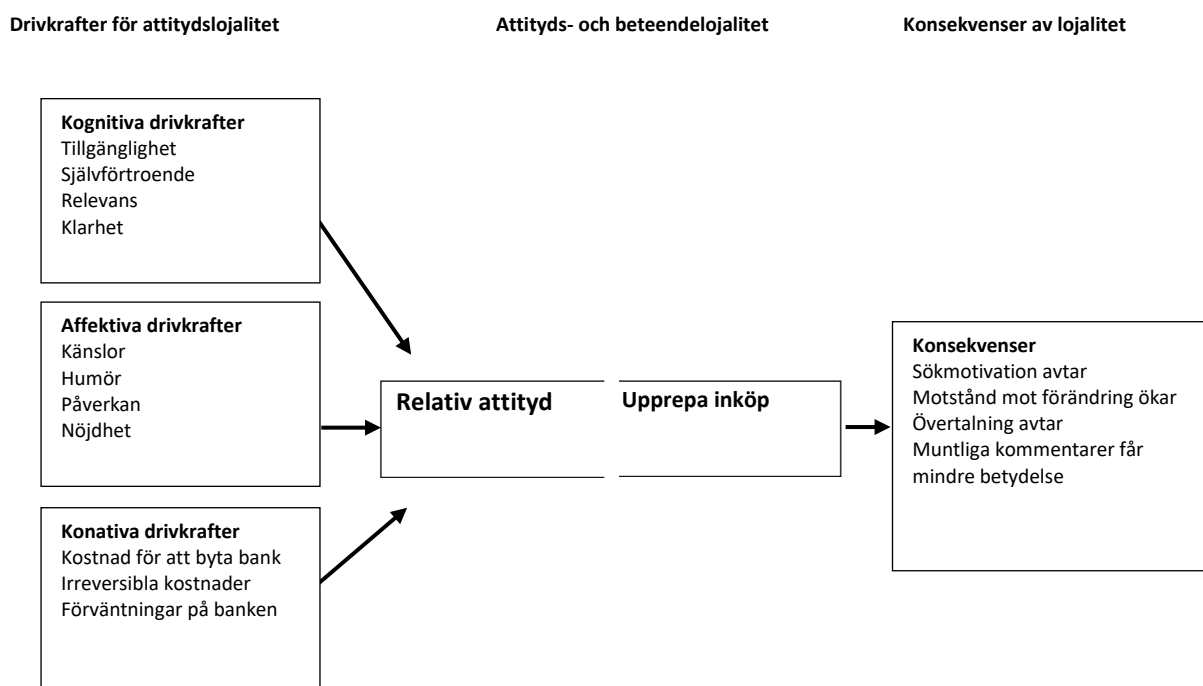 Drivkrafter för attitydslojalitet
Attityds- och beteendelojalitet
Konsekvenser av lojalitet
Kognitiva drivkrafter
Tillgänglighet
Självförtroende
Relevans
Klarhet
Affektiva drivkrafter
Känslor
Humör
Påverkan
Nöjdhet
Konativa drivkrafter
Kostnad för att byta bank
Irreversibla kostnader
Förväntningar på banken
Relativ attityd
Upprepa inköp
Konsekvenser
Sökmotivation avtar
Motstånd mot förändring ökar
Övertalning avtar
Muntliga kommentarer får
mindre betydelse